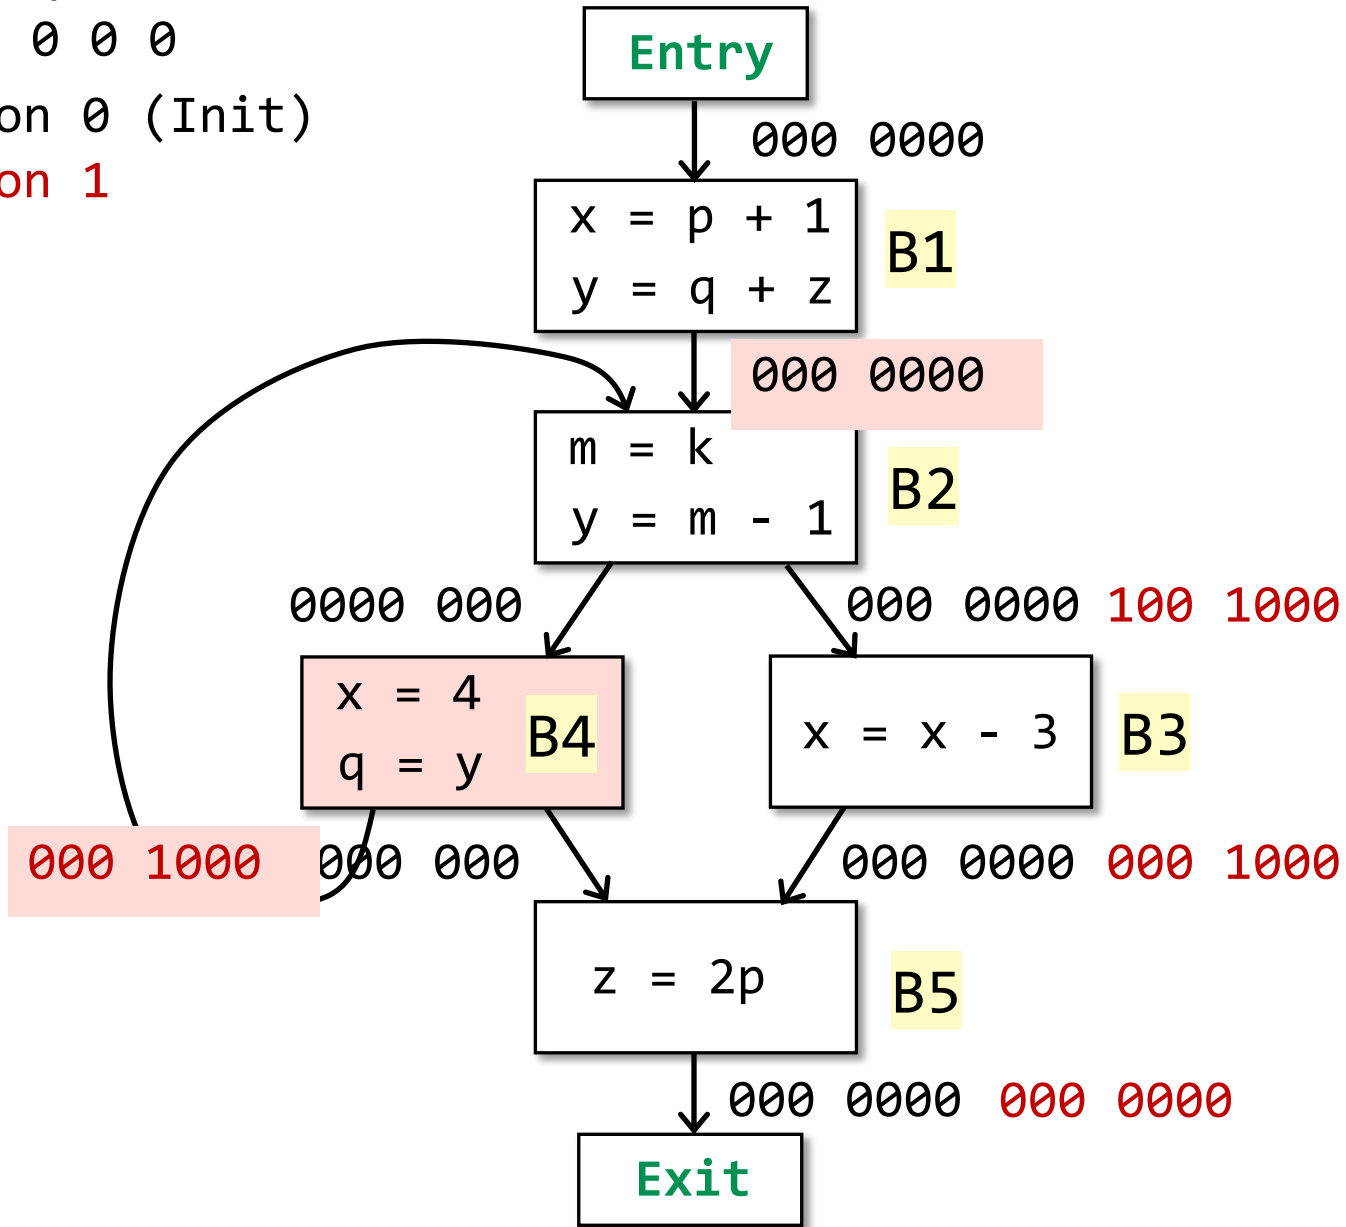 0 0 0
on 0 (Init)
on 1
Entry
000 0000
x = p + 1
y = q + z
B1
000 0000
m = k
y = m - 1
B2
0000 000
000 0000 100 1000
x = 4
q = y
B4
x = x - 3
B3
000 1000
000 000
000 0000 000 1000
z = 2p
B5
000 0000 000 0000
Exit